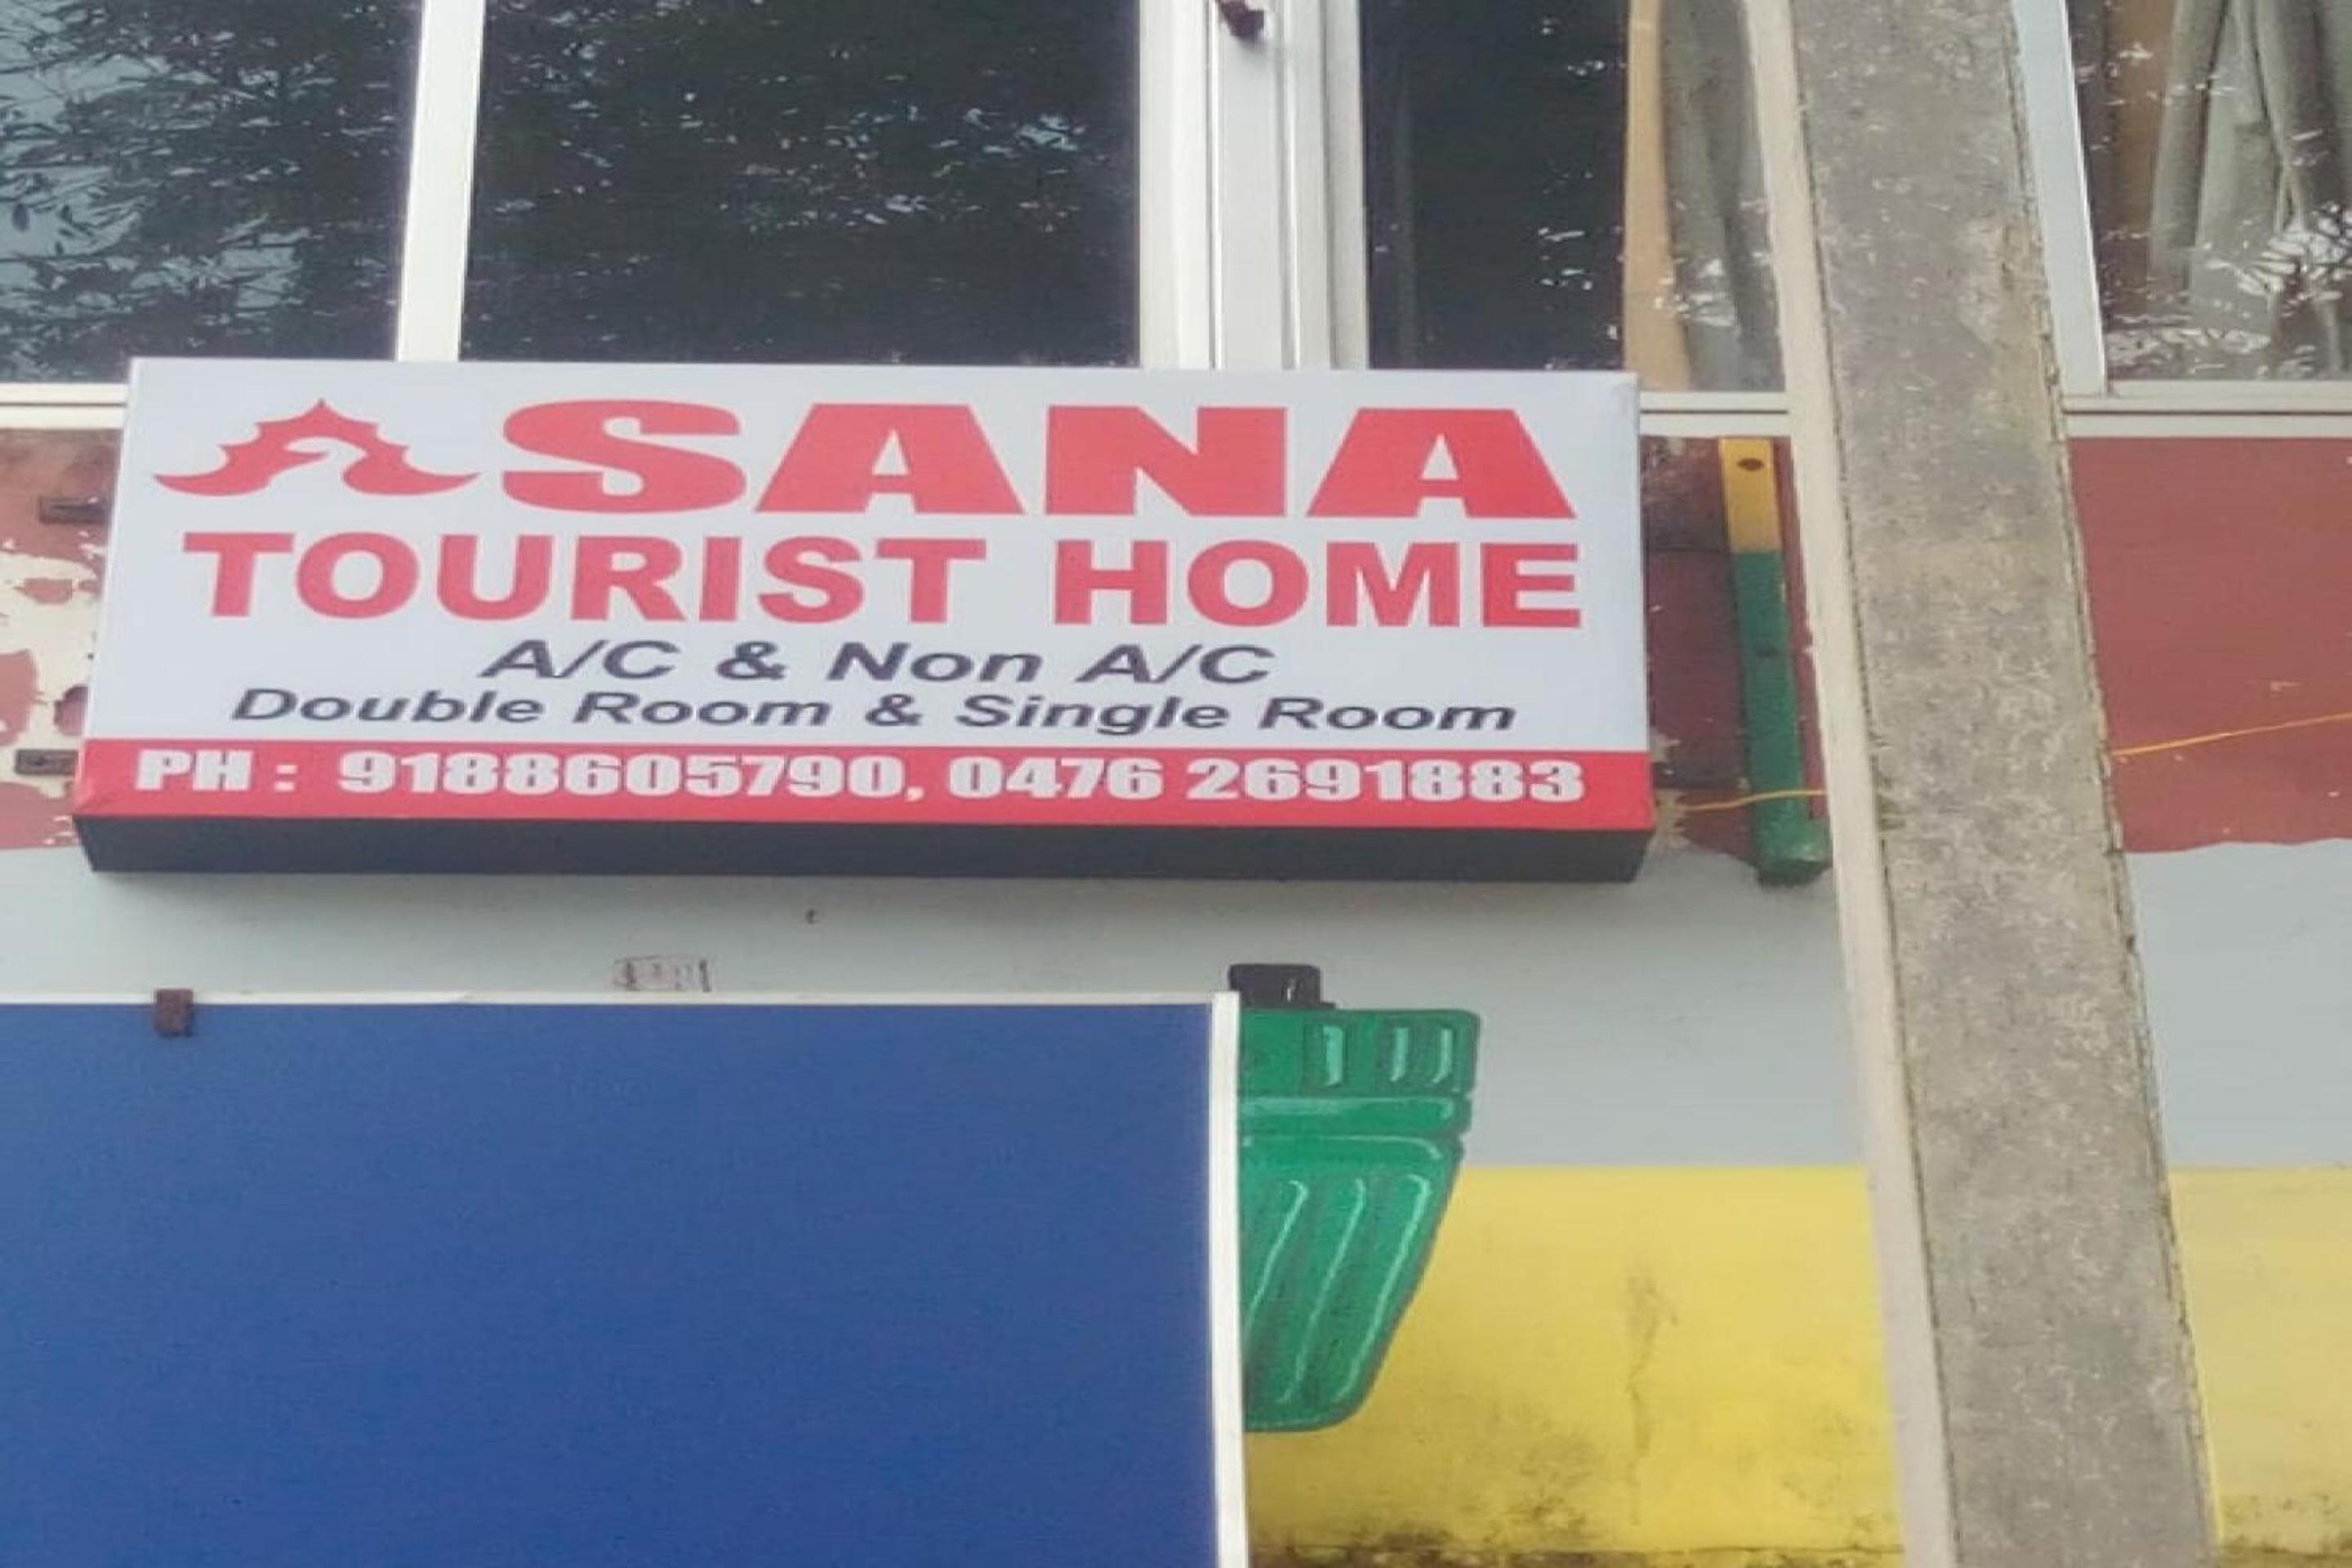 SANA
TOURIST HOME
A/C & Non A/C
Double Room & Single Room
PH : 9188605790, 0476 2691883